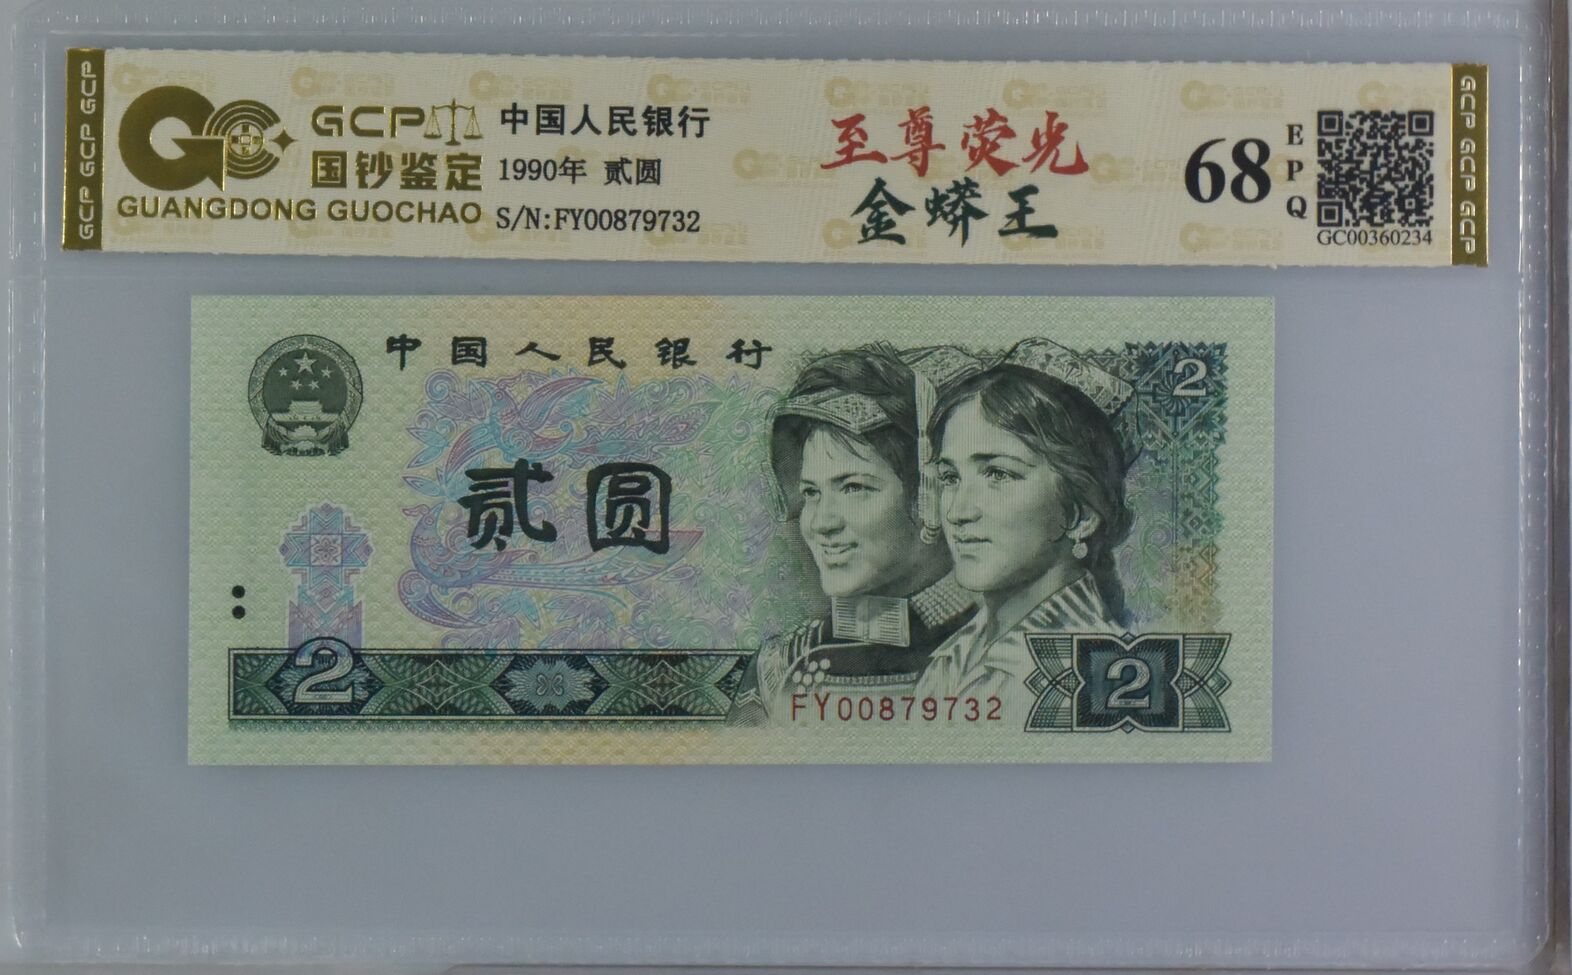 GCP GCP GCP
GCP
国钞鉴定
GUANGDONG GUOCHAO
中国人民银行
1990年 贰圆
S/N:FY00879732
至尊荧光
金蟒王
68
EPQ
GC00360234
GCP GCP GCP
中国人民银行
2
贰圆
2
FY00879732
2